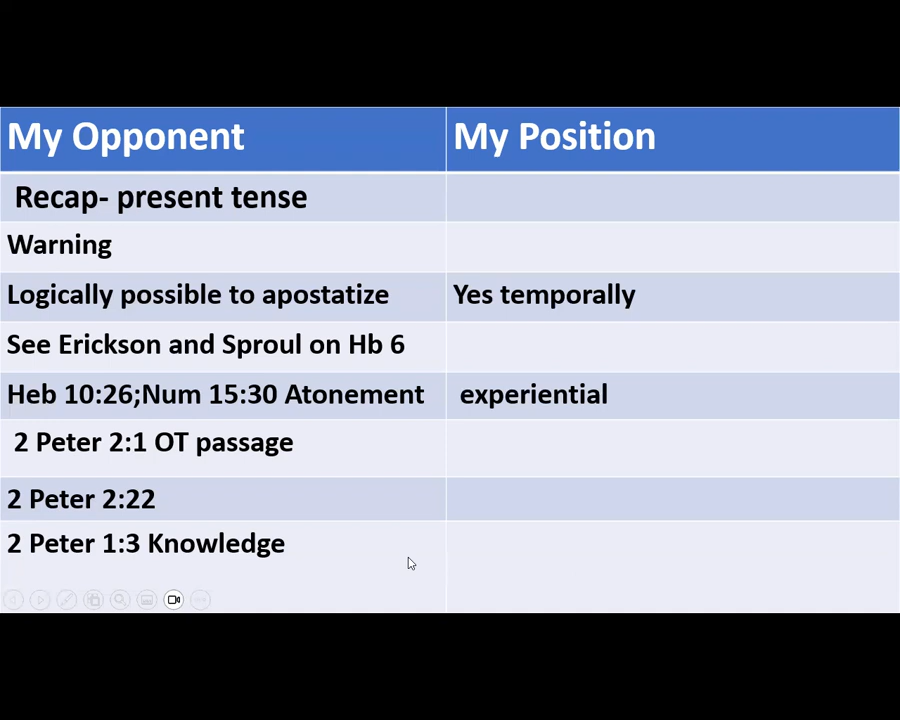 My Opponent
My Position
Recap- present tense
Warning
Logically possible to apostatize
Yes temporally
See Erickson and Sproul on Hb 6
Heb 10:26;Num 15:30 Atonement
experiential
2 Peter 2:1 OT passage
2 Peter 2:22
2 Peter 1:3 Knowledge